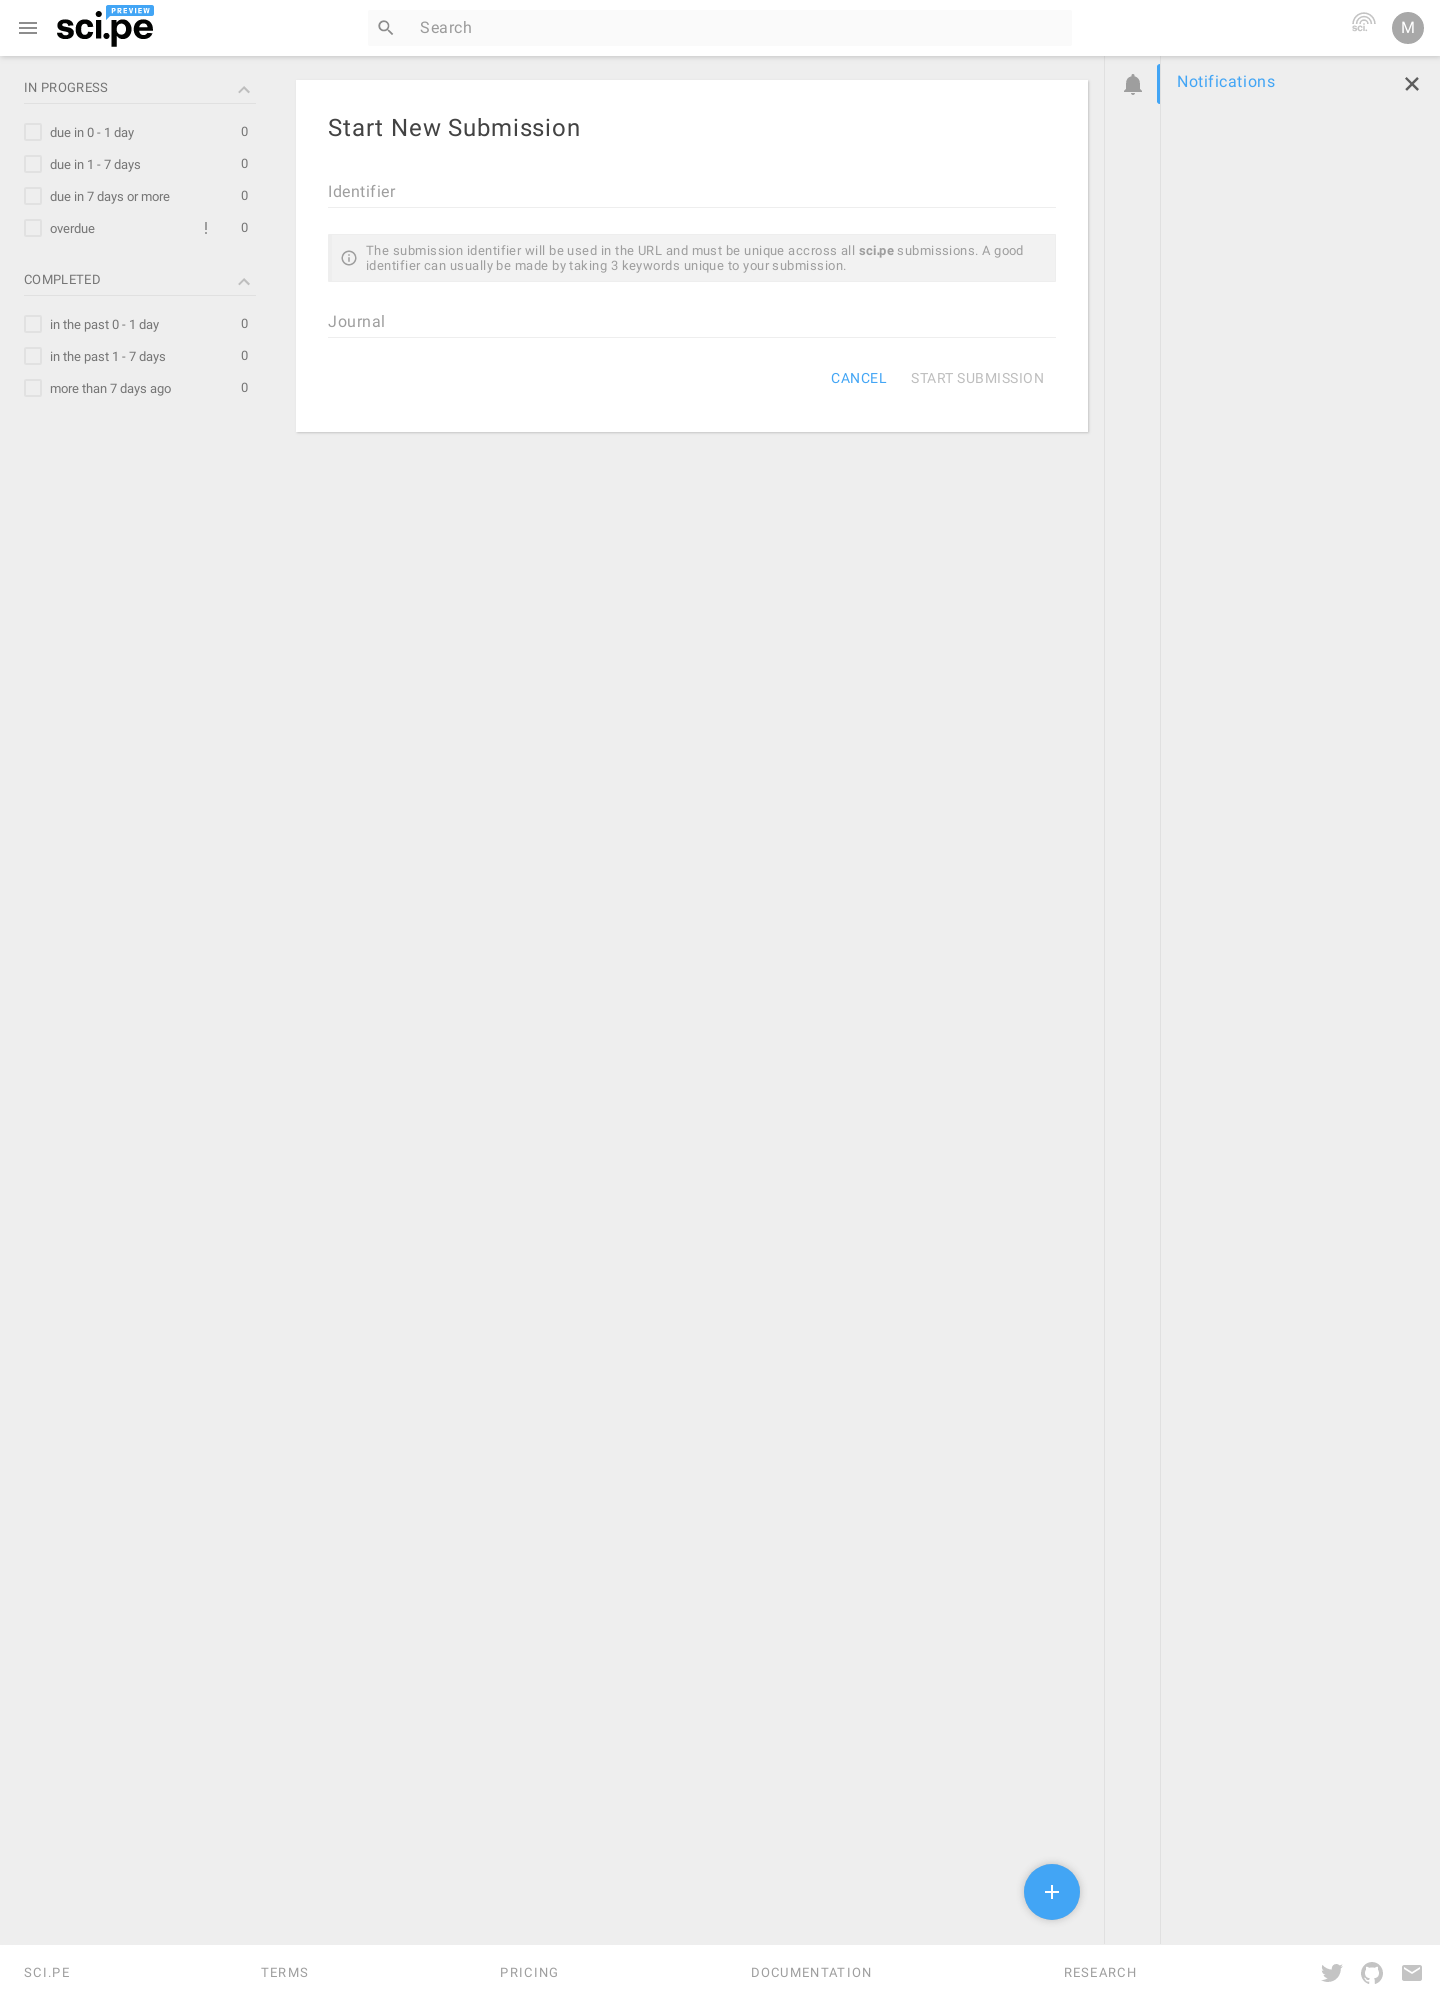 PREVIEW
sci.pe
Search
sci.
M
IN PROGRESS
due in 0 - 1 day 0
due in 1 - 7 days 0
due in 7 days or more 0
overdue ! 0
COMPLETED
in the past 0 - 1 day 0
in the past 1 - 7 days 0
more than 7 days ago 0
Start New Submission
Identifier
The submission identifier will be used in the URL and must be unique accross all sci.pe submissions. A good
identifier can usually be made by taking 3 keywords unique to your submission.
Journal
CANCEL START SUBMISSION
Notifications
SCI.PE TERMS PRICING DOCUMENTATION RESEARCH